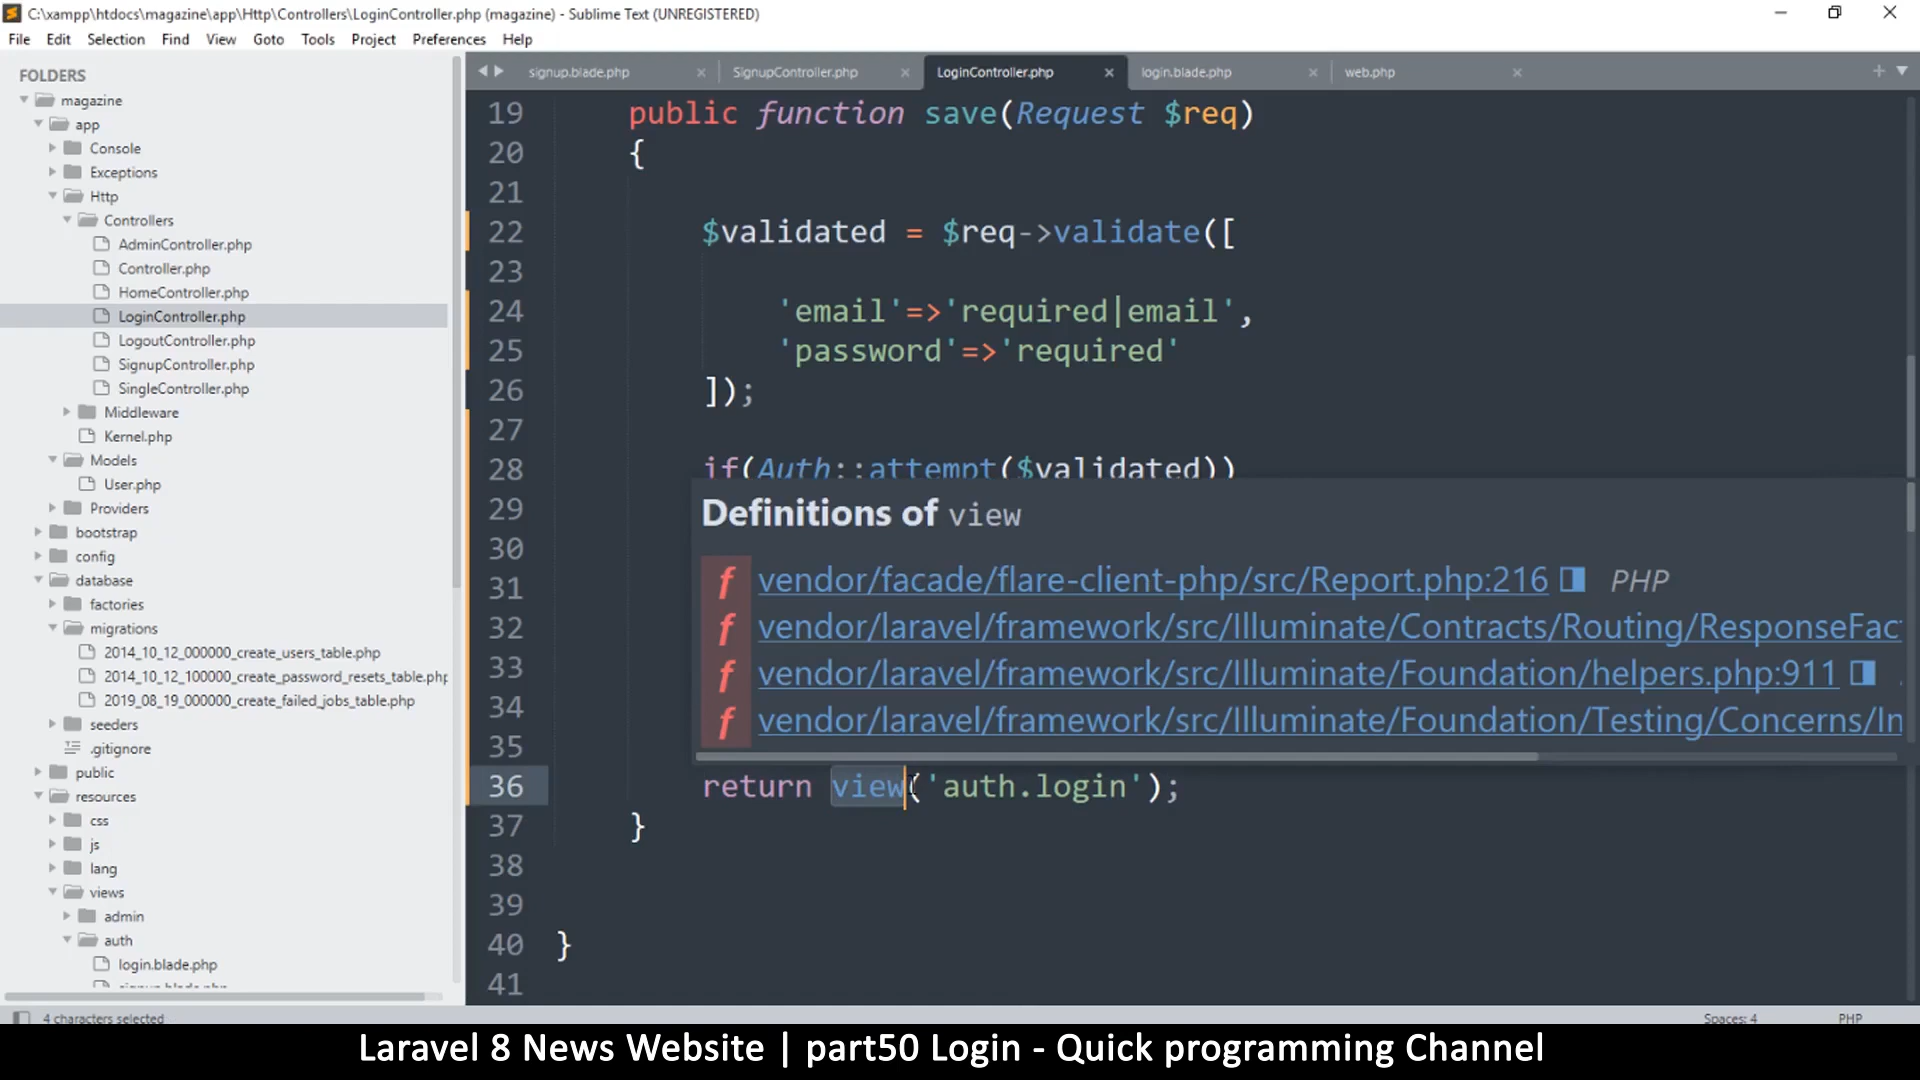 C:\xampp\htdocs\magazine\app\Http\Controllers\LoginController.php (magazine) - Sublime Text (UNREGISTERED)
File Edit Selection Find View Goto Tools Project Preferences Help
FOLDERS
magazine
app
Console
Exceptions
Http
Controllers
AdminController.php
Controller.php
HomeController.php
LoginController.php
LogoutController.php
SignupController.php
SingleController.php
Middleware
Kernel.php
Models
User.php
Providers
bootstrap
config
database
factories
migrations
2014_10_12_000000_create_users_table.php
2014_10_12_100000_create_password_resets_table.php
2019_08_19_000000_create_failed_jobs_table.php
seeders
.gitignore
public
resources
css
js
lang
views
admin
auth
login.blade.php
signup.blade.php
signup.blade.php SignupController.php LoginController.php login.blade.php web.php
19 public function save(Request $req)
20 {
21
22 $validated = $req->validate([
23
24 'email'=>'required|email',
25 'password'=>'required'
26 ]);
27
28 if(Auth::attempt($validated))
29
30
31
32
33
34
35
Definitions of view
f vendor/facade/flare-client-php/src/Report.php:216 PHP
f vendor/laravel/framework/src/Illuminate/Contracts/Routing/ResponseFac
f vendor/laravel/framework/src/Illuminate/Foundation/helpers.php:911
f vendor/laravel/framework/src/Illuminate/Foundation/Testing/Concerns/In
36 return view('auth.login');
37 }
38
39
40 }
41
4 characters selected Spaces: 4 PHP
Laravel 8 News Website | part50 Login - Quick programming Channel